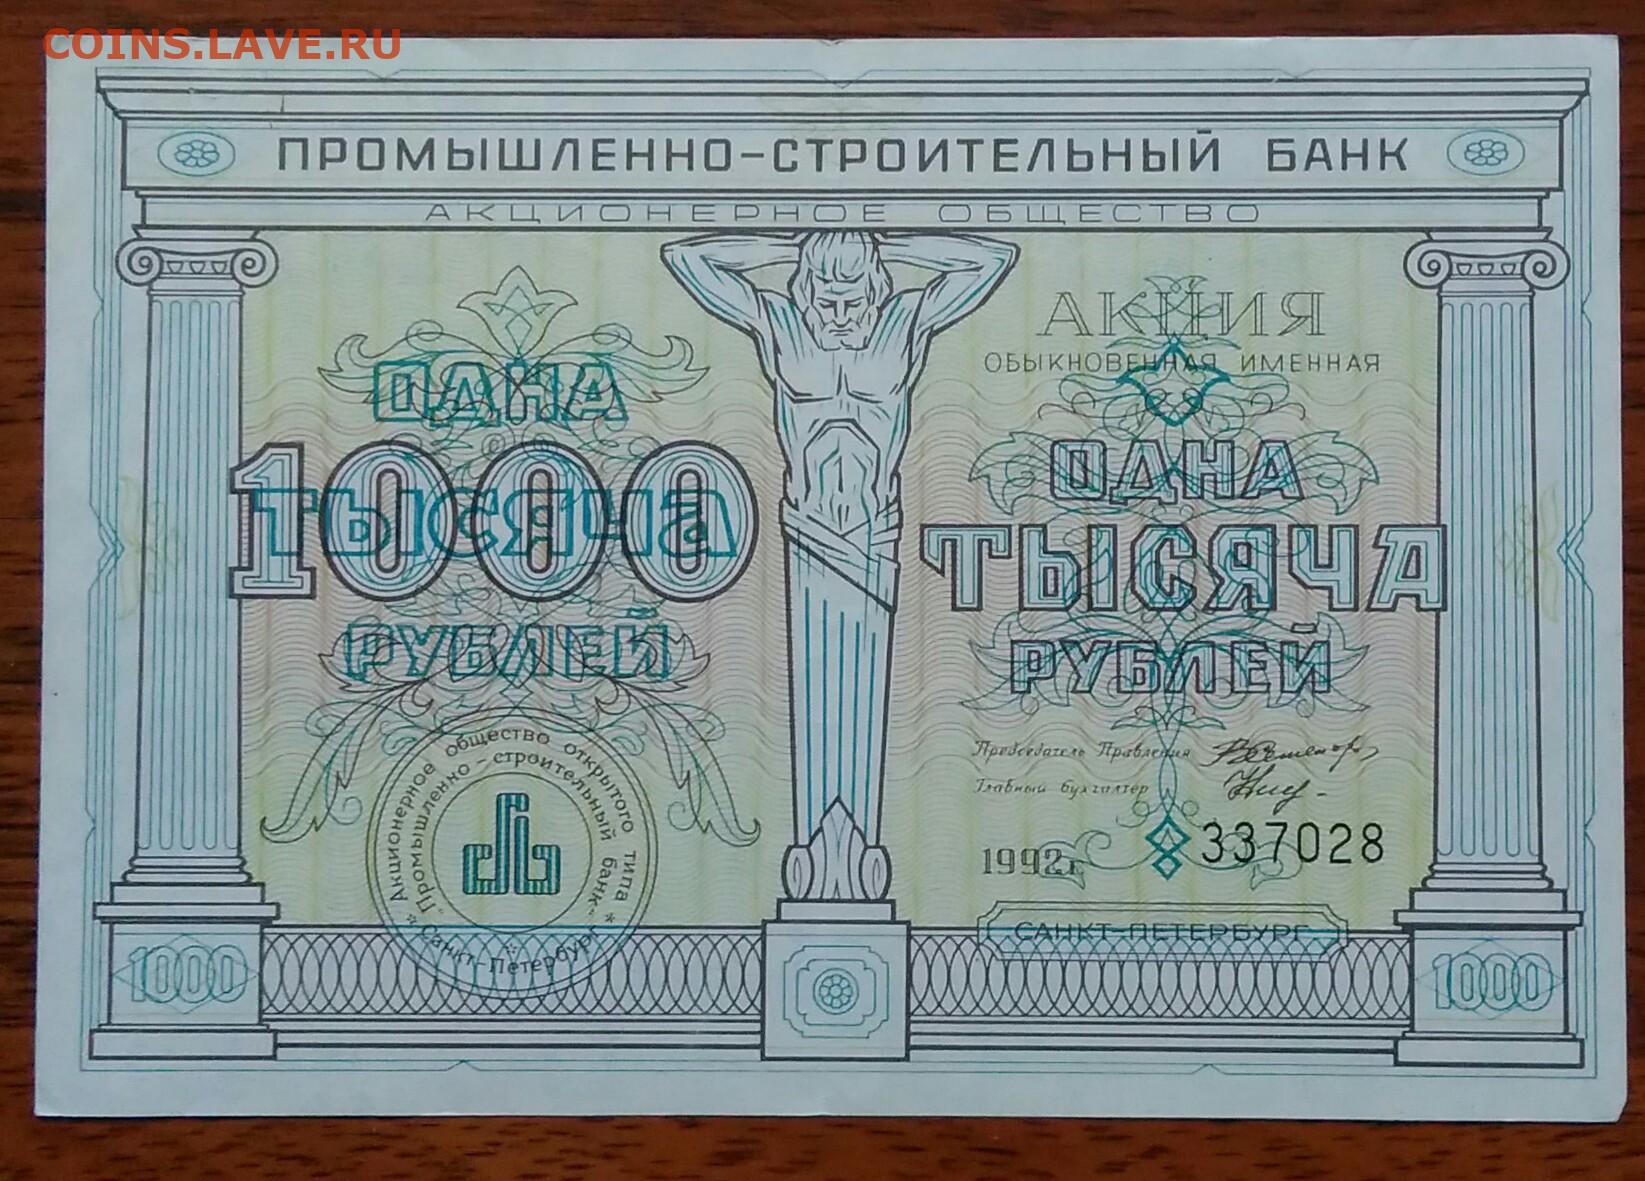 COINS.LAVE.RU
ПРОМЫШЛЕННО-СТРОИТЕЛЬНЫЙ БАНК
АКЦИОНЕРНОЕ ОБЩЕСТВО
ОДНА
1000
ТЫСЯЧА
РУБЛЕЙ
Акционерное общество открытого типа
"Промышленно-строительный банк"
* Санкт-Петербург *
АКЦИЯ
ОБЫКНОВЕННАЯ ИМЕННАЯ
ОДНА
ТЫСЯЧА
РУБЛЕЙ
Председатель Правления
Главный бухгалтер
1992г.
337028
САНКТ-ПЕТЕРБУРГ
1000
1000